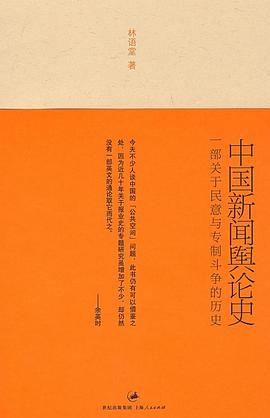 林语堂 著
中国新闻舆论史
一部关于民意与专制斗争的历史
今天不少人谈中国的“公共空间”问题，此书仍有可以借鉴之
处，因为近几十年关于报业史的专题研究虽增加了不少，却仍然
没有一部英文的通论取它而代之。
——余英时
世纪出版集团 上海人民出版社